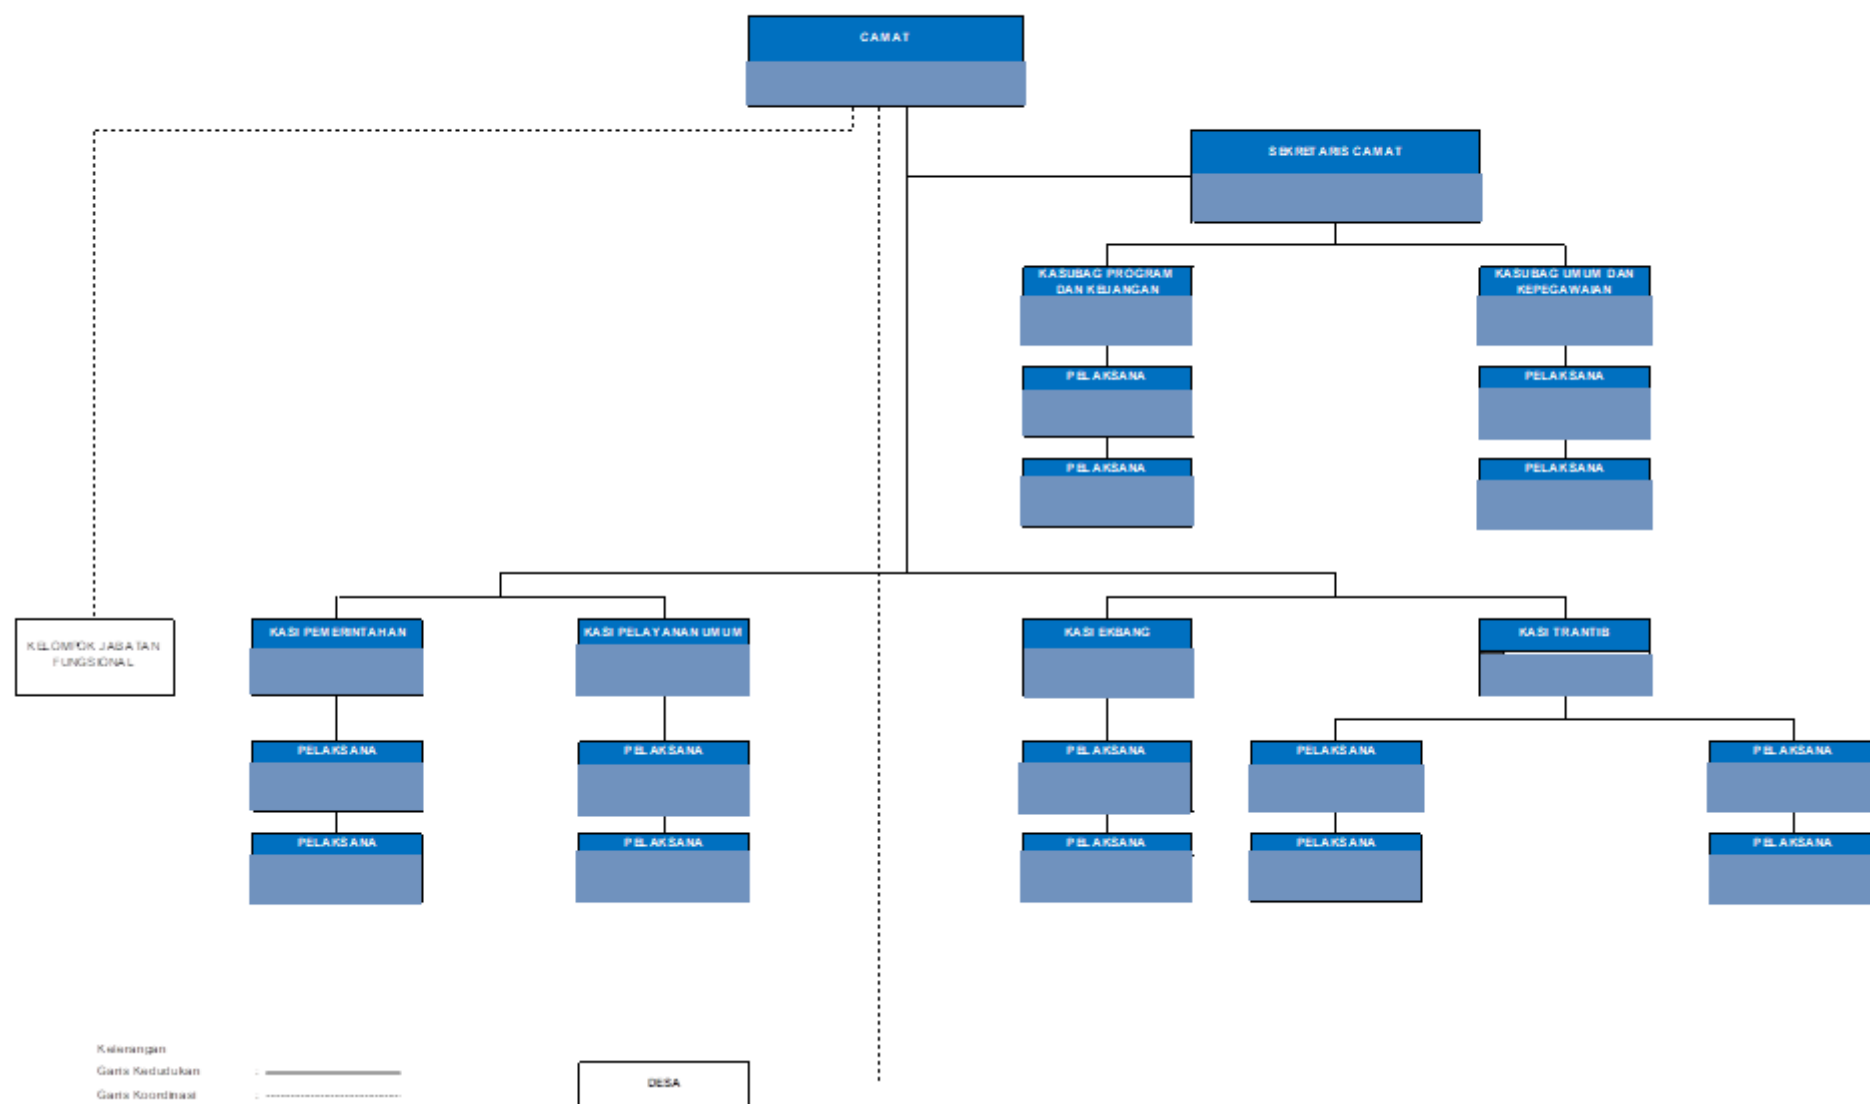 CAMAT
SEKRETARIS CAMAT
KASUBAG PROGRAM
DAN KEUANGAN
KASUBAG UMUM DAN
KEPEGAWAIAN
PELAKSANA
PELAKSANA
PELAKSANA
PELAKSANA
KELOMPOK JABATAN
FUNGSIONAL
KASI PEMERINTAHAN
KASI PELAYANAN UMUM
KASI EKBANG
KASI TRANTIB
PELAKSANA
PELAKSANA
PELAKSANA
PELAKSANA
PELAKSANA
PELAKSANA
PELAKSANA
PELAKSANA
PELAKSANA
PELAKSANA
Keterangan
Garis Kedudukan :
Garis Koordinasi :
DESA